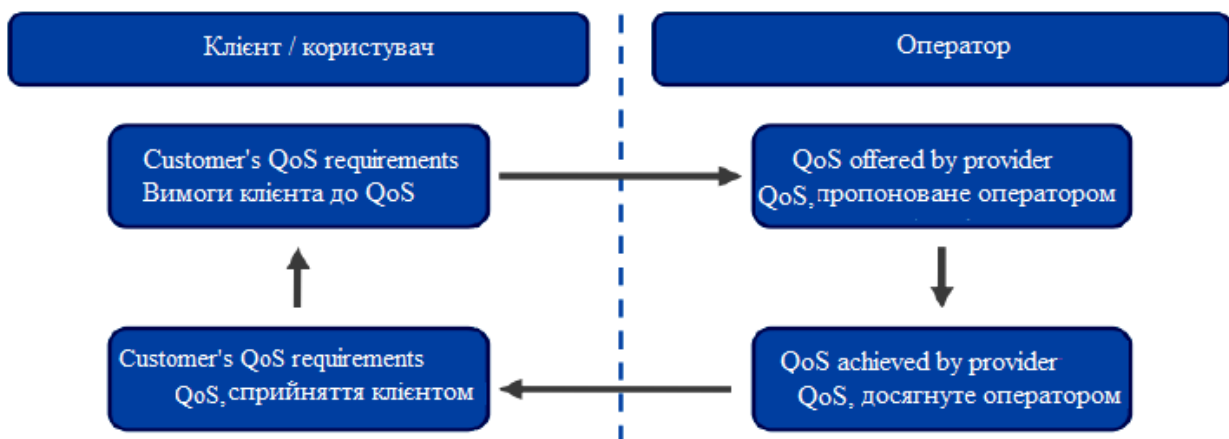 Клієнт / користувач
Оператор
Customer's QoS requirements
Вимоги клієнта до QoS
QoS offered by provider
QoS, пропоноване оператором
Customer's QoS requirements
QoS, сприйняття клієнтом
QoS achieved by provider
QoS, досягнуте оператором